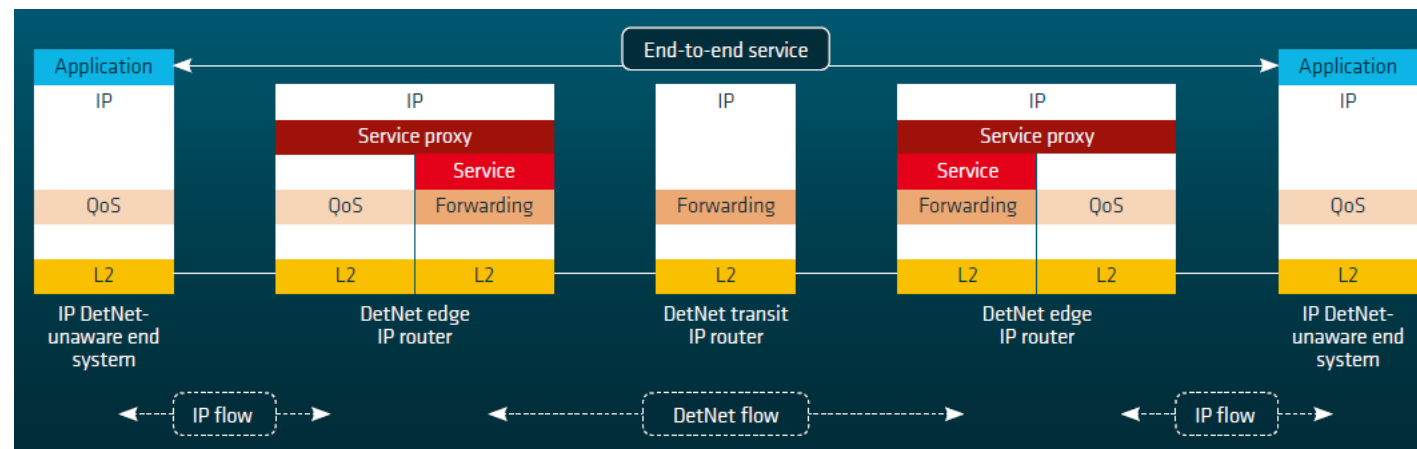 End-to-end service
Application
Application
IP
IP
IP
IP
IP
Service proxy
Service proxy
Service
Service
QoS
QoS
Forwarding
Forwarding
Forwarding
QoS
QoS
L2
L2
L2
L2
L2
L2
L2
IP DetNet-
unaware end
system
DetNet edge
IP router
DetNet transit
IP router
DetNet edge
IP router
IP DetNet-
unaware end
system
IP flow
DetNet flow
IP flow